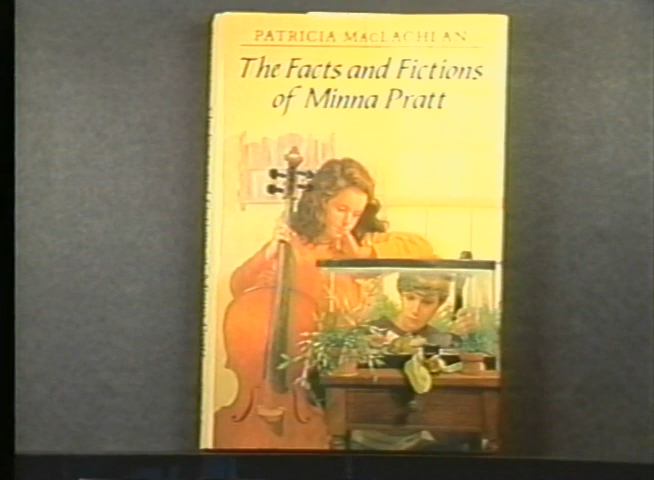 PATRICIA MACLACHLAN
The Facts and Fictions
of Minna Pratt